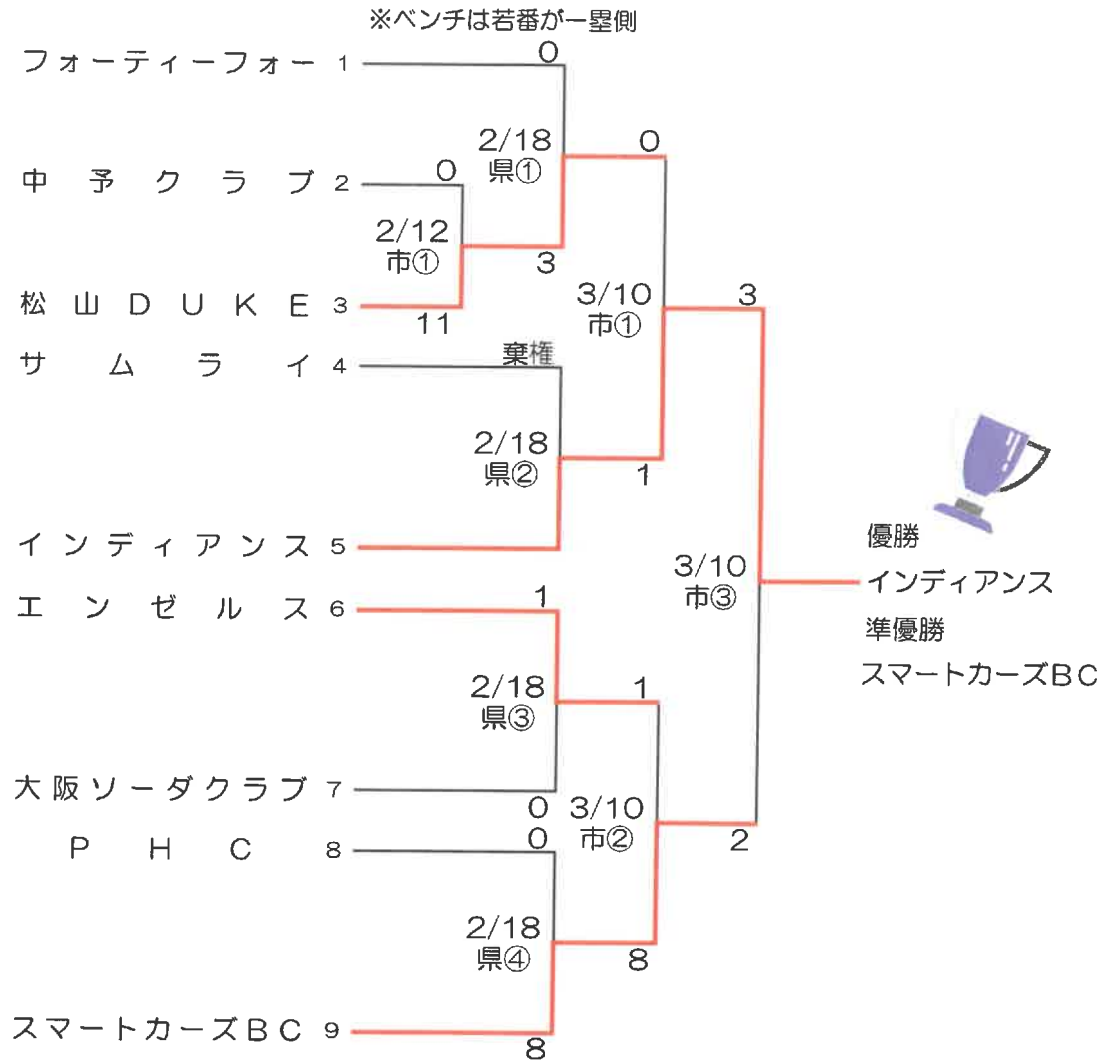 ※ベンチは若番が一塁側
フォーティーフォー 1
0
2/18
県①
0
中予クラブ 2
0
2/12
市①
3
松山DUKE 3
11
3/10
市①
3
サムライ 4
棄権
2/18
県②
1
インディアンス 5
3/10
市③
優勝
インディアンス
準優勝
スマートカーズBC
エンゼルス 6
1
2/18
県③
1
大阪ソーダクラブ 7
0
3/10
市②
2
PHC 8
0
2/18
県④
8
スマートカーズBC 9
8